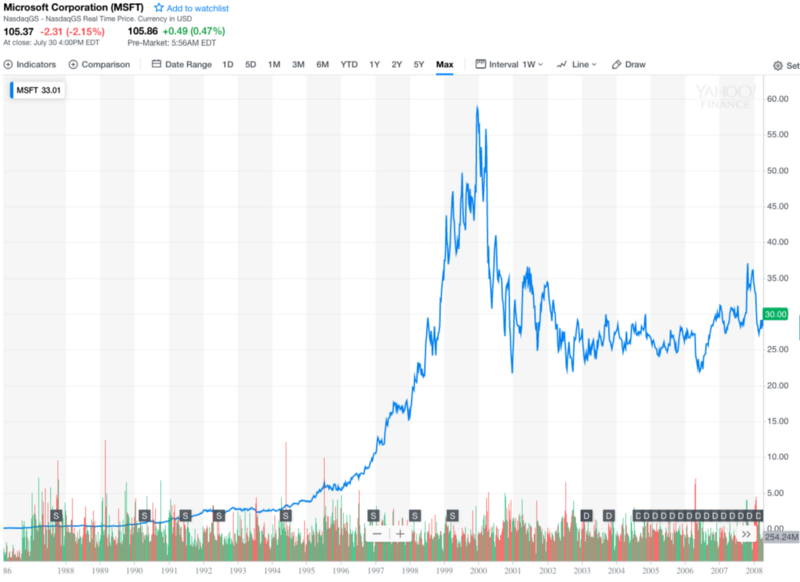 Microsoft Corporation (MSFT) Add to watchlist
NasdaqGS - NasdaqGS Real Time Price. Currency in USD
105.37 -2.31 (-2.15%) 105.86 +0.49 (0.47%)
At close: July 30 4:00PM EDT Pre-Market: 5:56AM EDT
Indicators Comparison Date Range 1D 5D 1M 3M 6M YTD 1Y 2Y 5Y Max Interval 1W Line Draw Set
MSFT 33.01
YAHOO!
FINANCE
60.00
55.00
50.00
45.00
40.00
35.00
30.00
25.00
20.00
15.00
10.00
5.00
S S S S S S S S D D D D D D D D D D D D D D D D D
0.00
254.24M
86 1988 1989 1990 1991 1992 1993 1994 1995 1996 1997 1998 1999 2000 2001 2002 2003 2004 2005 2006 2007 2008